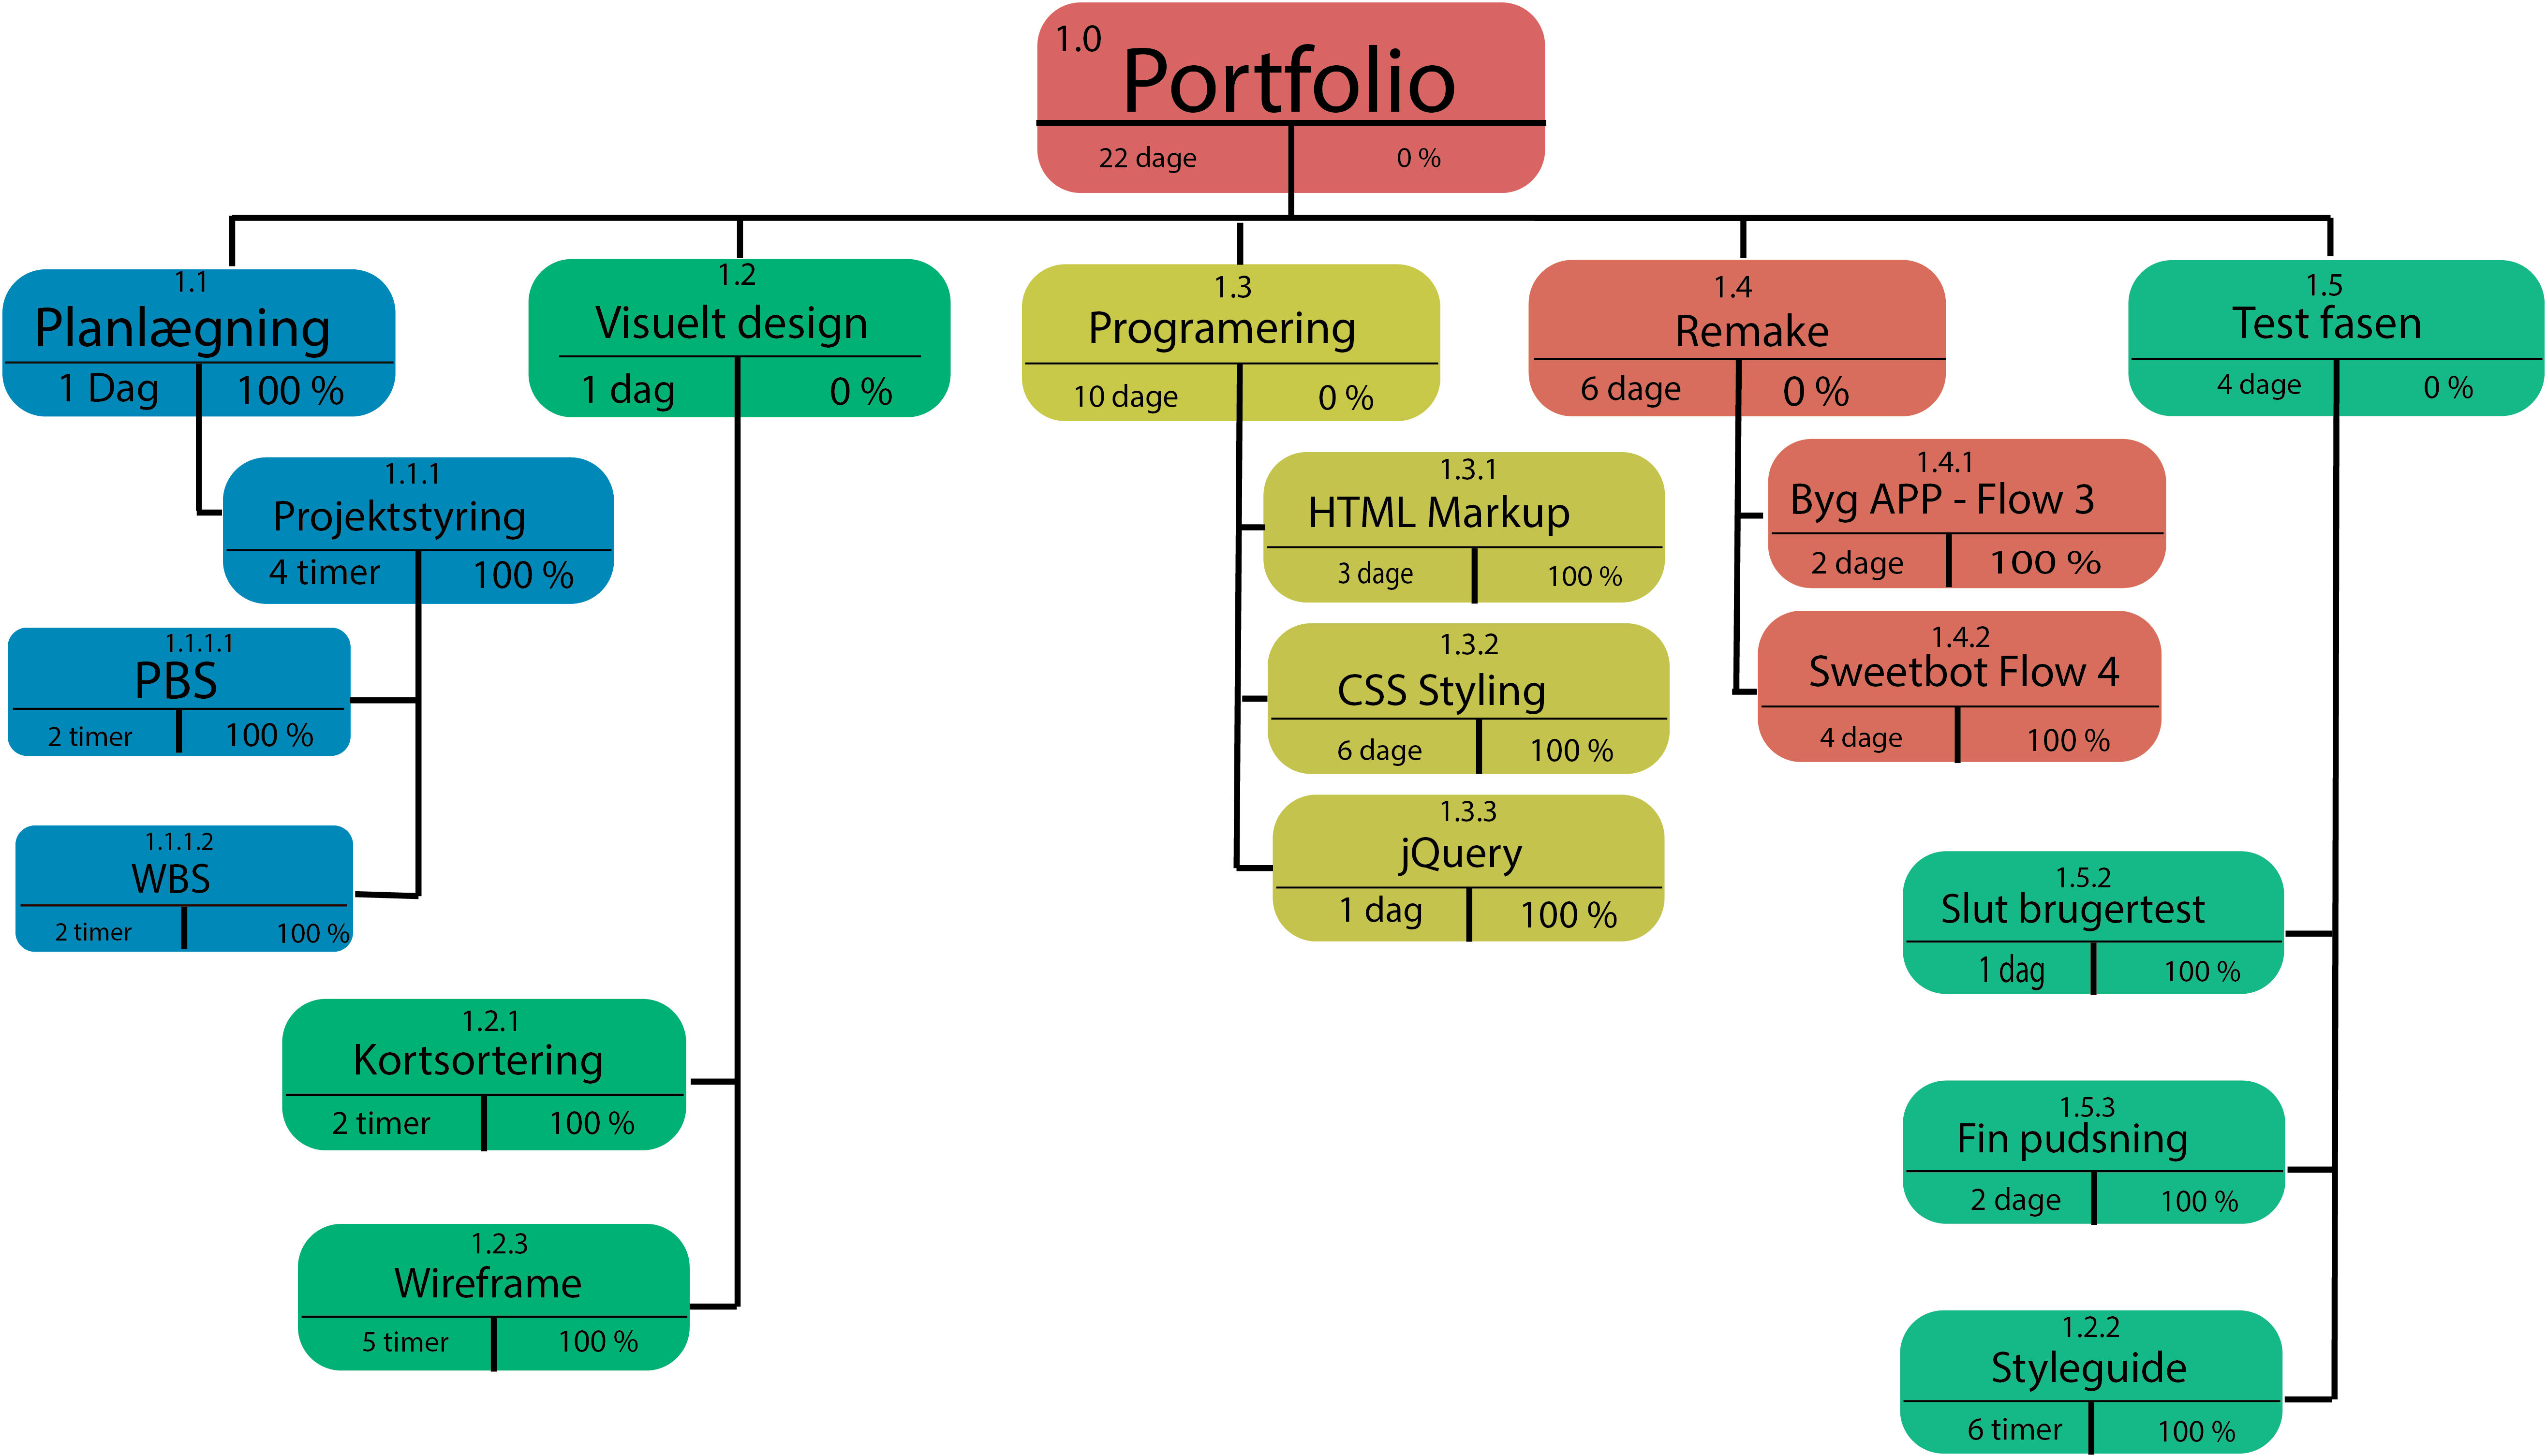 1.0
Portfolio
22 dage 0 %
1.1
Planlægning
1 Dag 100 %
1.1.1
Projektstyring
4 timer 100 %
1.1.1.1
PBS
2 timer 100 %
1.1.1.2
WBS
2 timer 100 %
1.2
Visuelt design
1 dag 0 %
1.2.1
Kortsortering
2 timer 100 %
1.2.3
Wireframe
5 timer 100 %
1.3
Programering
10 dage 0 %
1.3.1
HTML Markup
3 dage 100 %
1.3.2
CSS Styling
6 dage 100 %
1.3.3
jQuery
1 dag 100 %
1.4
Remake
6 dage 0 %
1.4.1
Byg APP - Flow 3
2 dage 100 %
1.4.2
Sweetbot Flow 4
4 dage 100 %
1.5
Test fasen
4 dage 0 %
1.5.2
Slut brugertest
1 dag 100 %
1.5.3
Fin pudsning
2 dage 100 %
1.2.2
Styleguide
6 timer 100 %